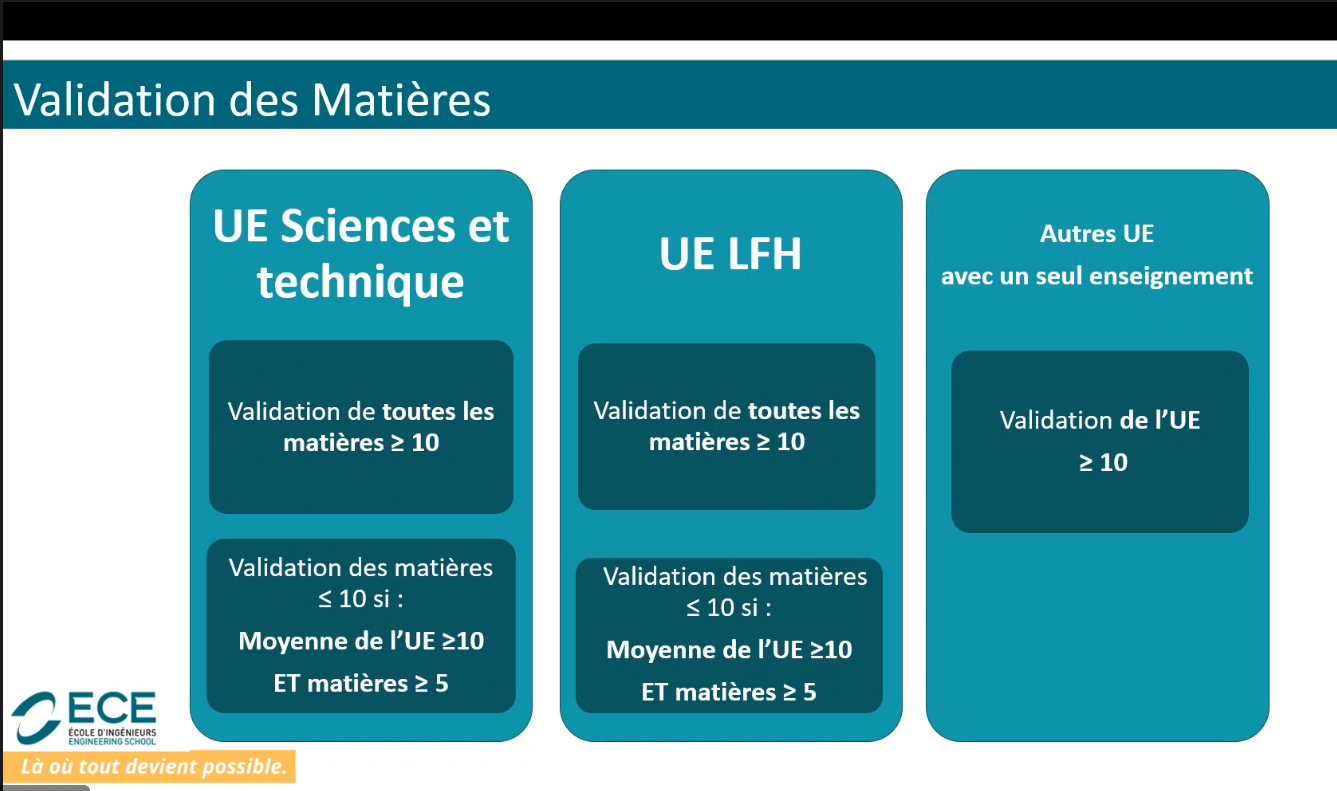 Validation des Matières
UE Sciences et
technique
Validation de toutes les
matières ≥ 10
Validation des matières
≤ 10 si :
Moyenne de l’UE ≥10
ET matières ≥ 5
UE LFH
Validation de toutes les
matières ≥ 10
Validation des matières
≤ 10 si :
Moyenne de l’UE ≥10
ET matières ≥ 5
Autres UE
avec un seul enseignement
Validation de l’UE
≥ 10
ECE
ÉCOLE D'INGÉNIEURS
ENGINEERING SCHOOL
Là où tout devient possible.